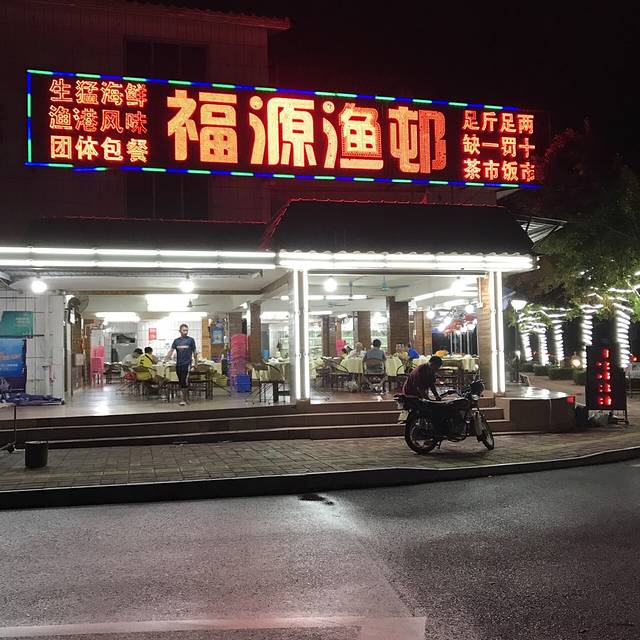 生猛海鲜
渔港风味
团体包餐
福源渔邨
足斤足两
缺一罚十
茶市饭市